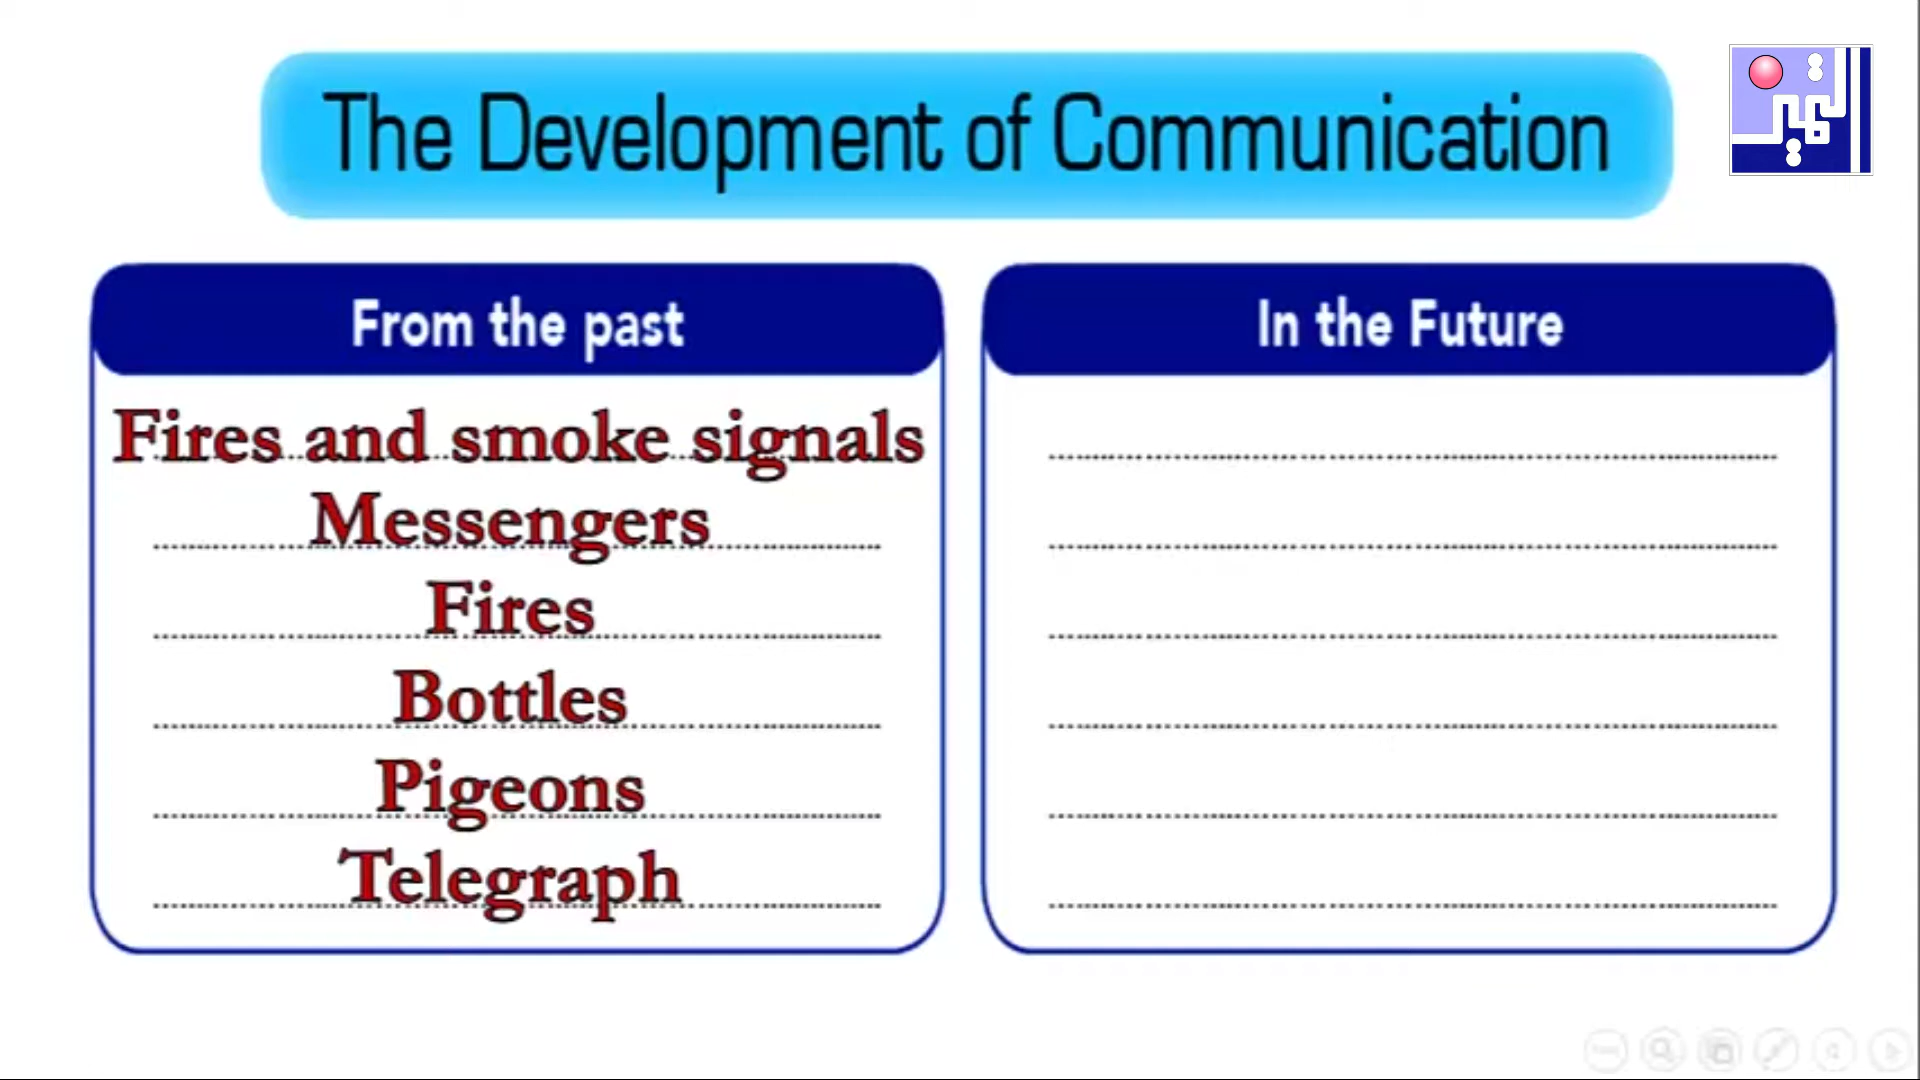 The Development of Communication
From the past
Fires and smoke signals
Messengers
Fires
Bottles
Pigeons
Telegraph
In the Future